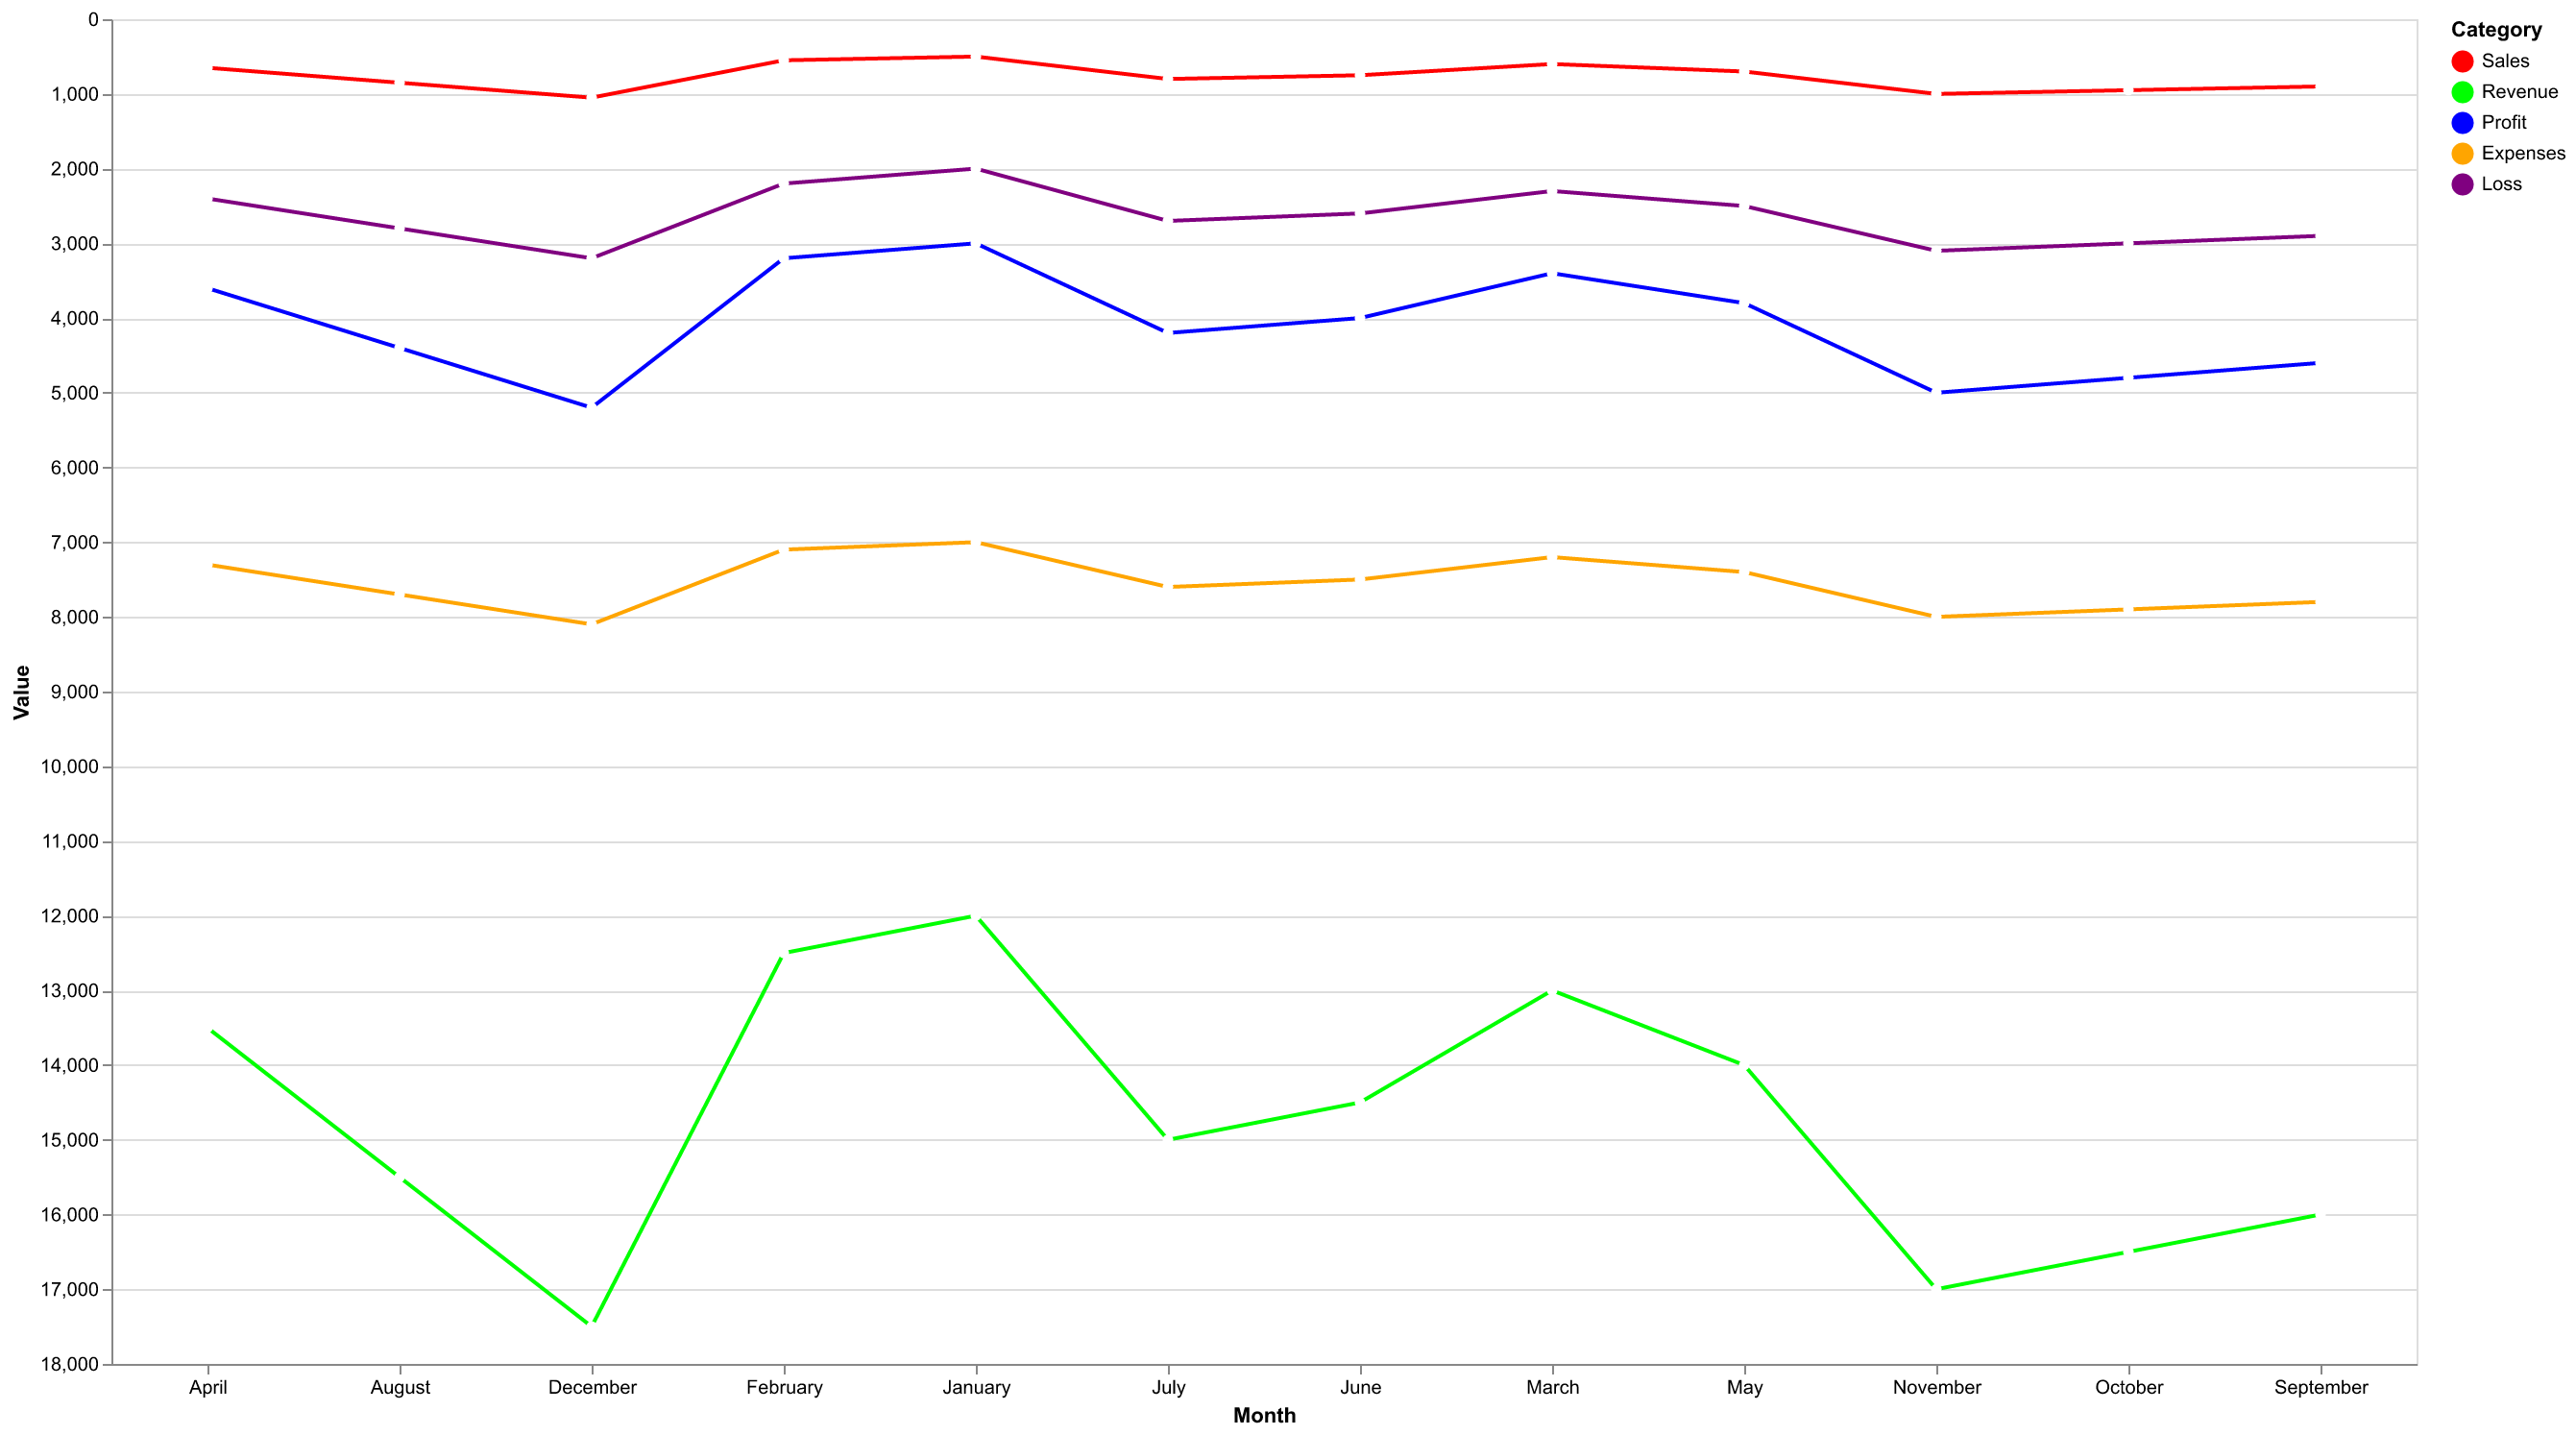 0
1,000
2,000
3,000
4,000
5,000
6,000
7,000
8,000
9,000
10,000
11,000
12,000
13,000
14,000
15,000
16,000
17,000
18,000
Value
April August December February January July June March May November October September
Month
Category
Sales
Revenue
Profit
Expenses
Loss